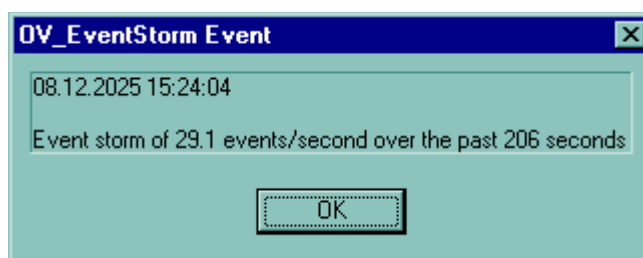 OV_EventStorm Event
08.12.2025 15:24:04
Event storm of 29.1 events/second over the past 206 seconds
OK